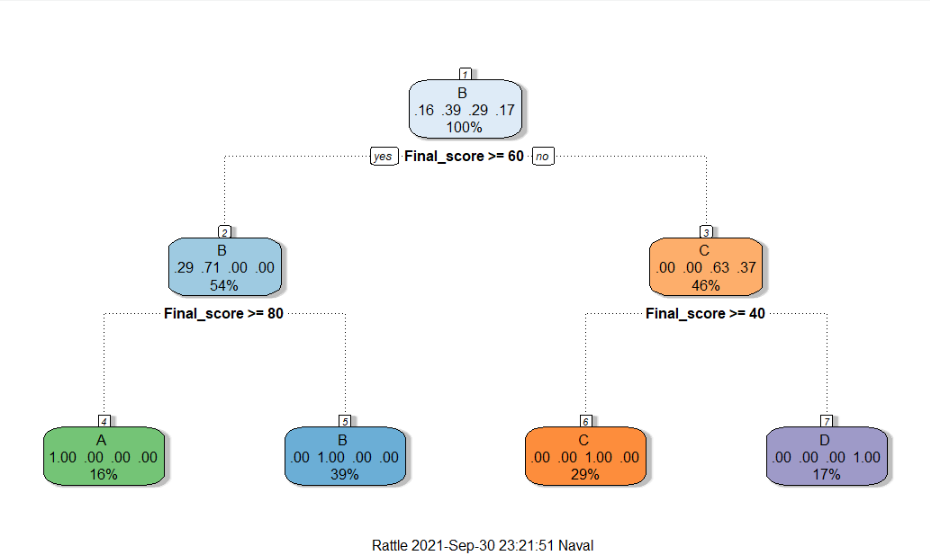 1
B
.16 .39 .29 .17
100%
yes Final_score >= 60 no
2
B
.29 .71 .00 .00
54%
3
C
.00 .00 .63 .37
46%
Final_score >= 80
Final_score >= 40
4
A
1.00 .00 .00 .00
16%
5
B
.00 1.00 .00 .00
39%
6
C
.00 .00 1.00 .00
29%
7
D
.00 .00 .00 1.00
17%
Rattle 2021-Sep-30 23:21:51 Naval